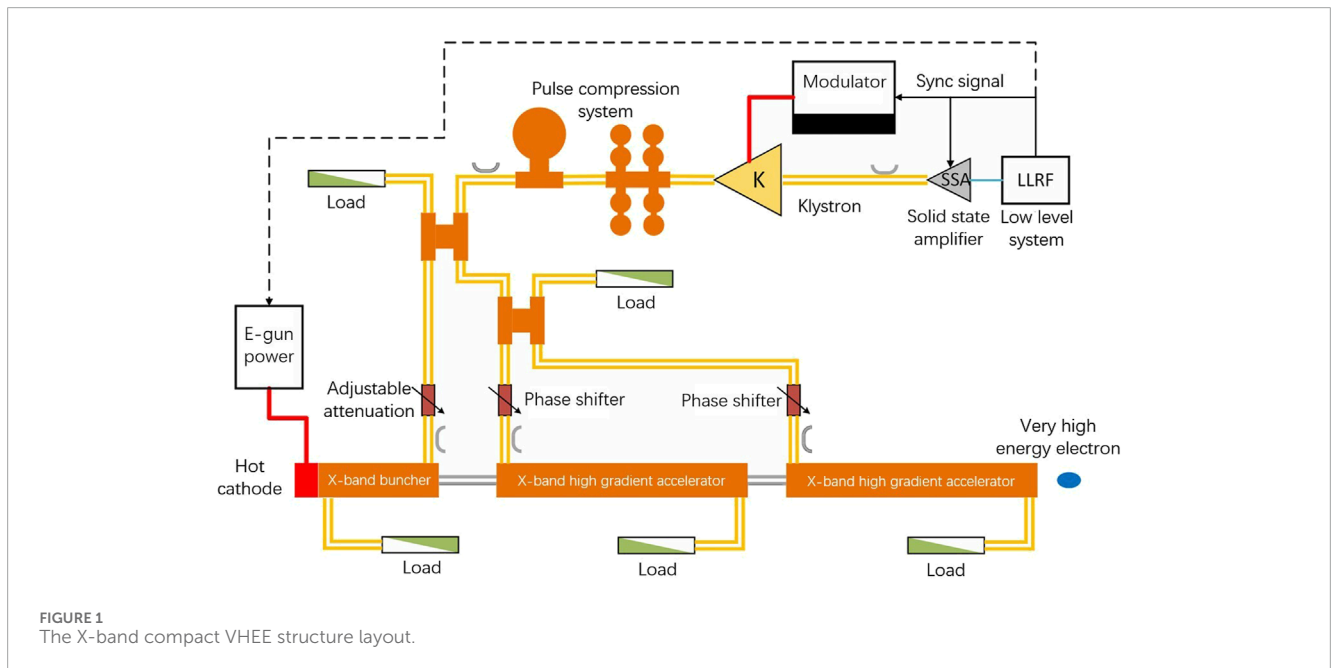 Modulator
Sync signal
Pulse compression
system
K
SSA
LLRF
Load
Klystron
Solid state
amplifier
Low level
system
Load
E-gun
power
Adjustable
attenuation
Phase shifter
Phase shifter
Very high
energy electron
Hot
cathode
X-band buncher
X-band high gradient accelerator
X-band high gradient accelerator
Load
Load
Load
FIGURE 1
The X-band compact VHEE structure layout.